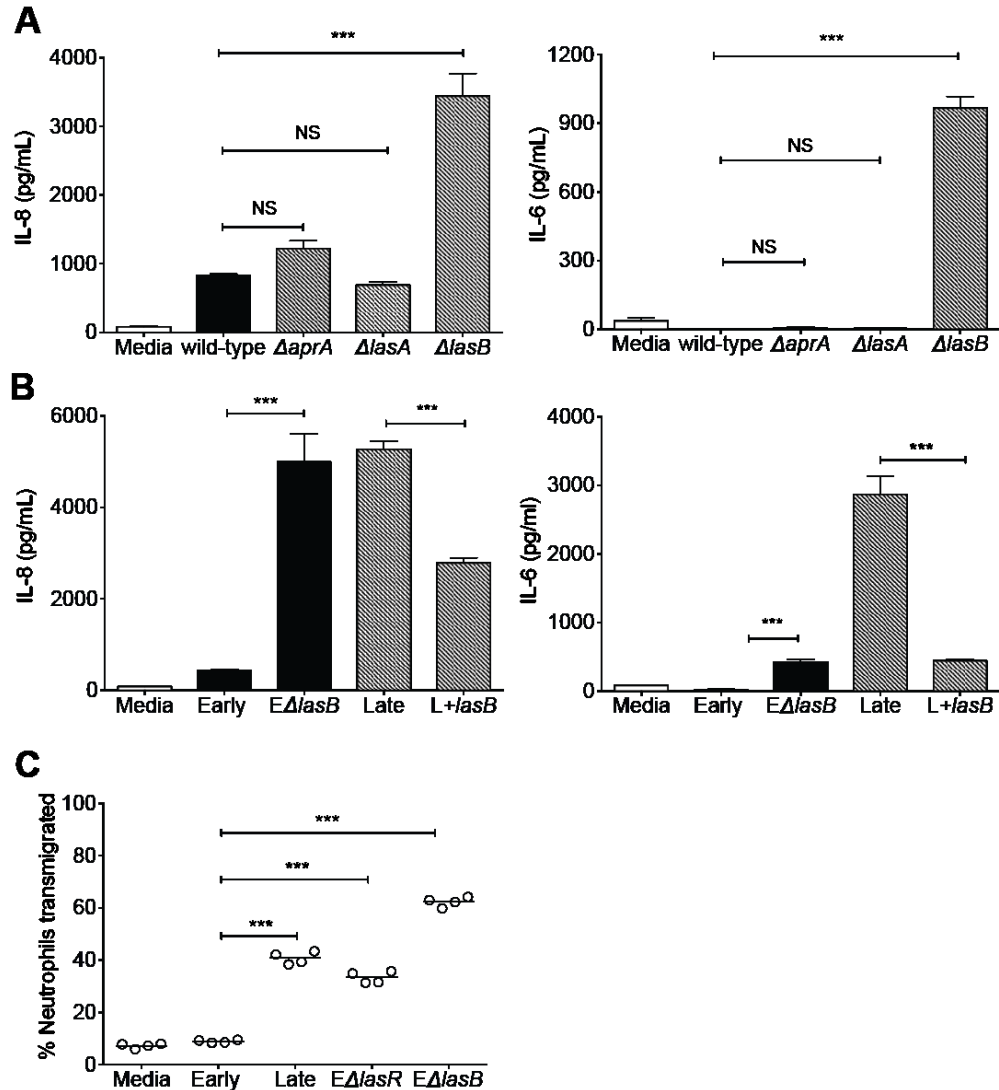 A
IL-8 (pg/mL)
4000
3000
2000
1000
0
***
NS
NS
Media wild-type ΔaprA ΔlasA ΔlasB
IL-6 (pg/mL)
1200
900
600
300
0
***
NS
NS
Media wild-type ΔaprA ΔlasA ΔlasB
B
IL-8 (pg/mL)
6000
4000
2000
0
***
***
Media Early EΔlasB Late L+lasB
IL-6 (pg/ml)
4000
3000
2000
1000
0
***
***
Media Early EΔlasB Late L+lasB
C
% Neutrophils transmigrated
100
80
60
40
20
0
***
***
***
Media Early Late EΔlasR EΔlasB